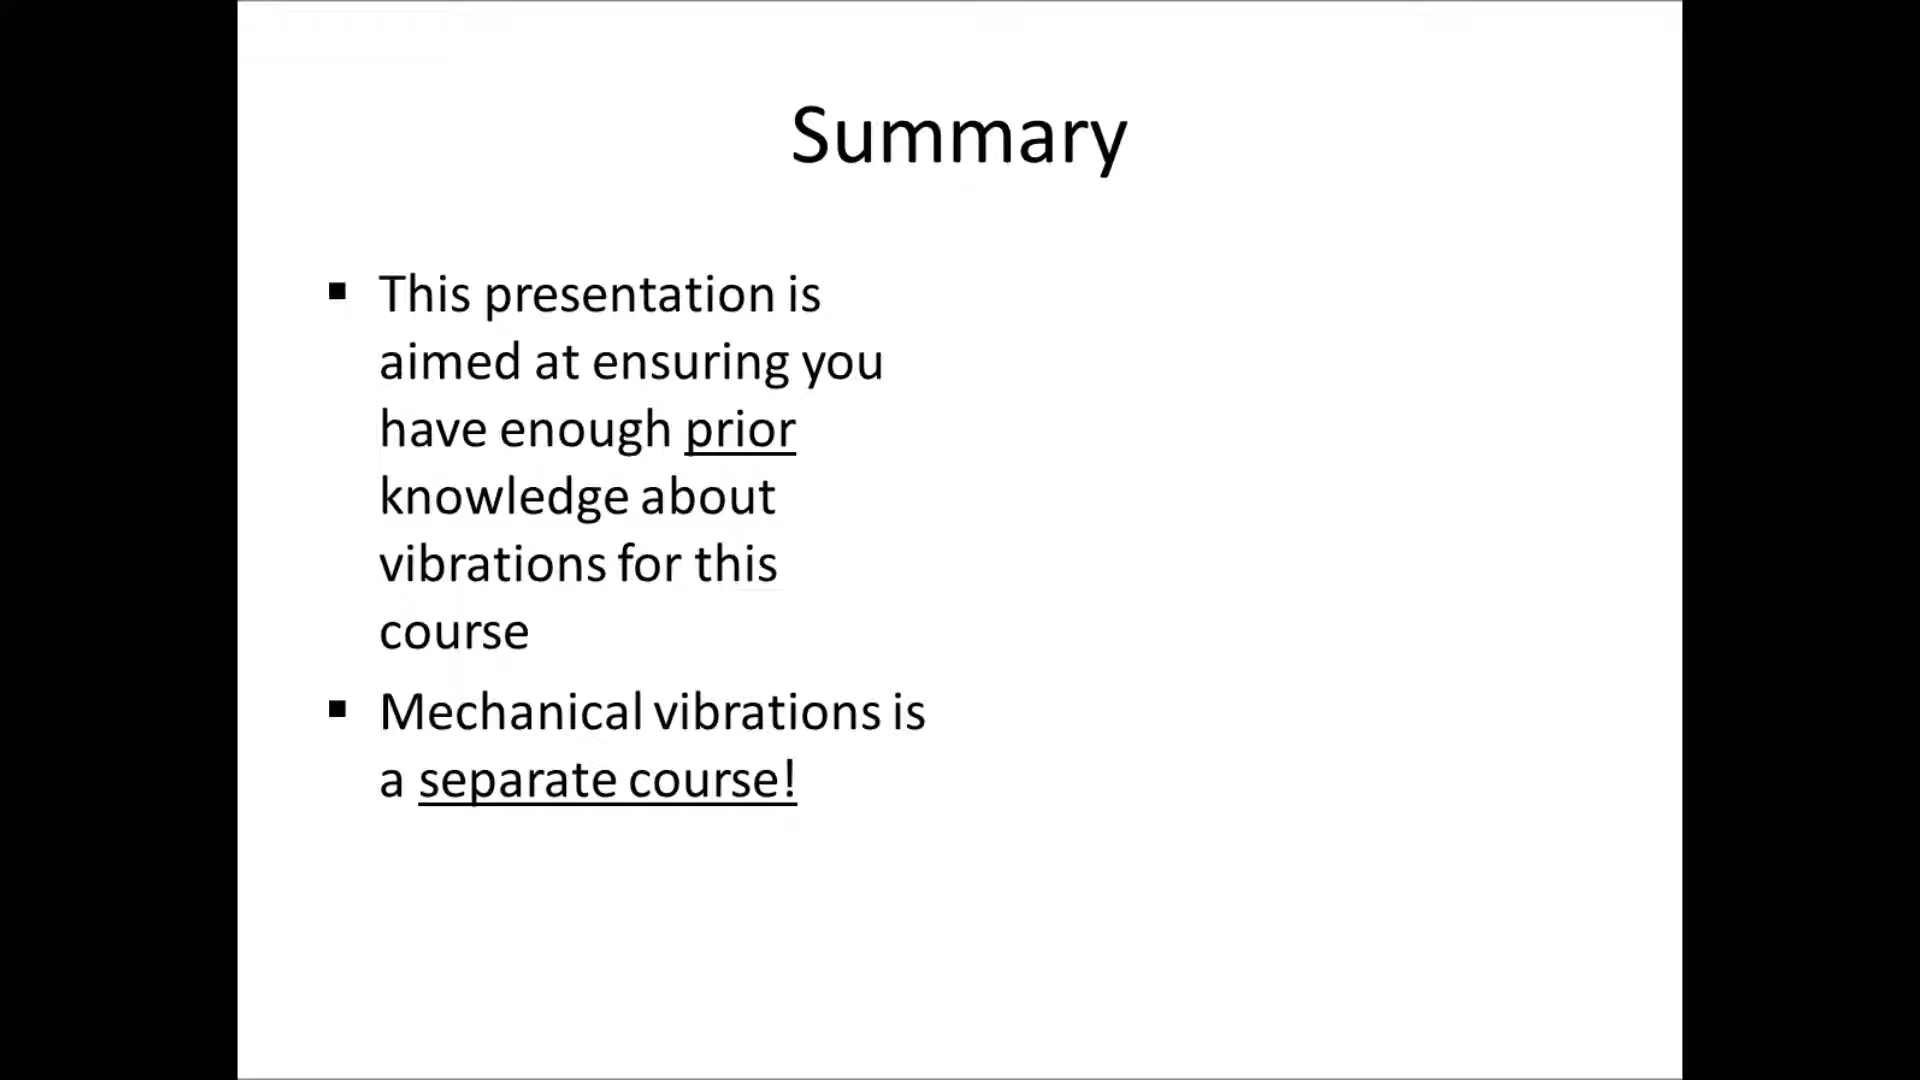 Summary
▪ This presentation is
aimed at ensuring you
have enough prior
knowledge about
vibrations for this
course
▪ Mechanical vibrations is
a separate course!